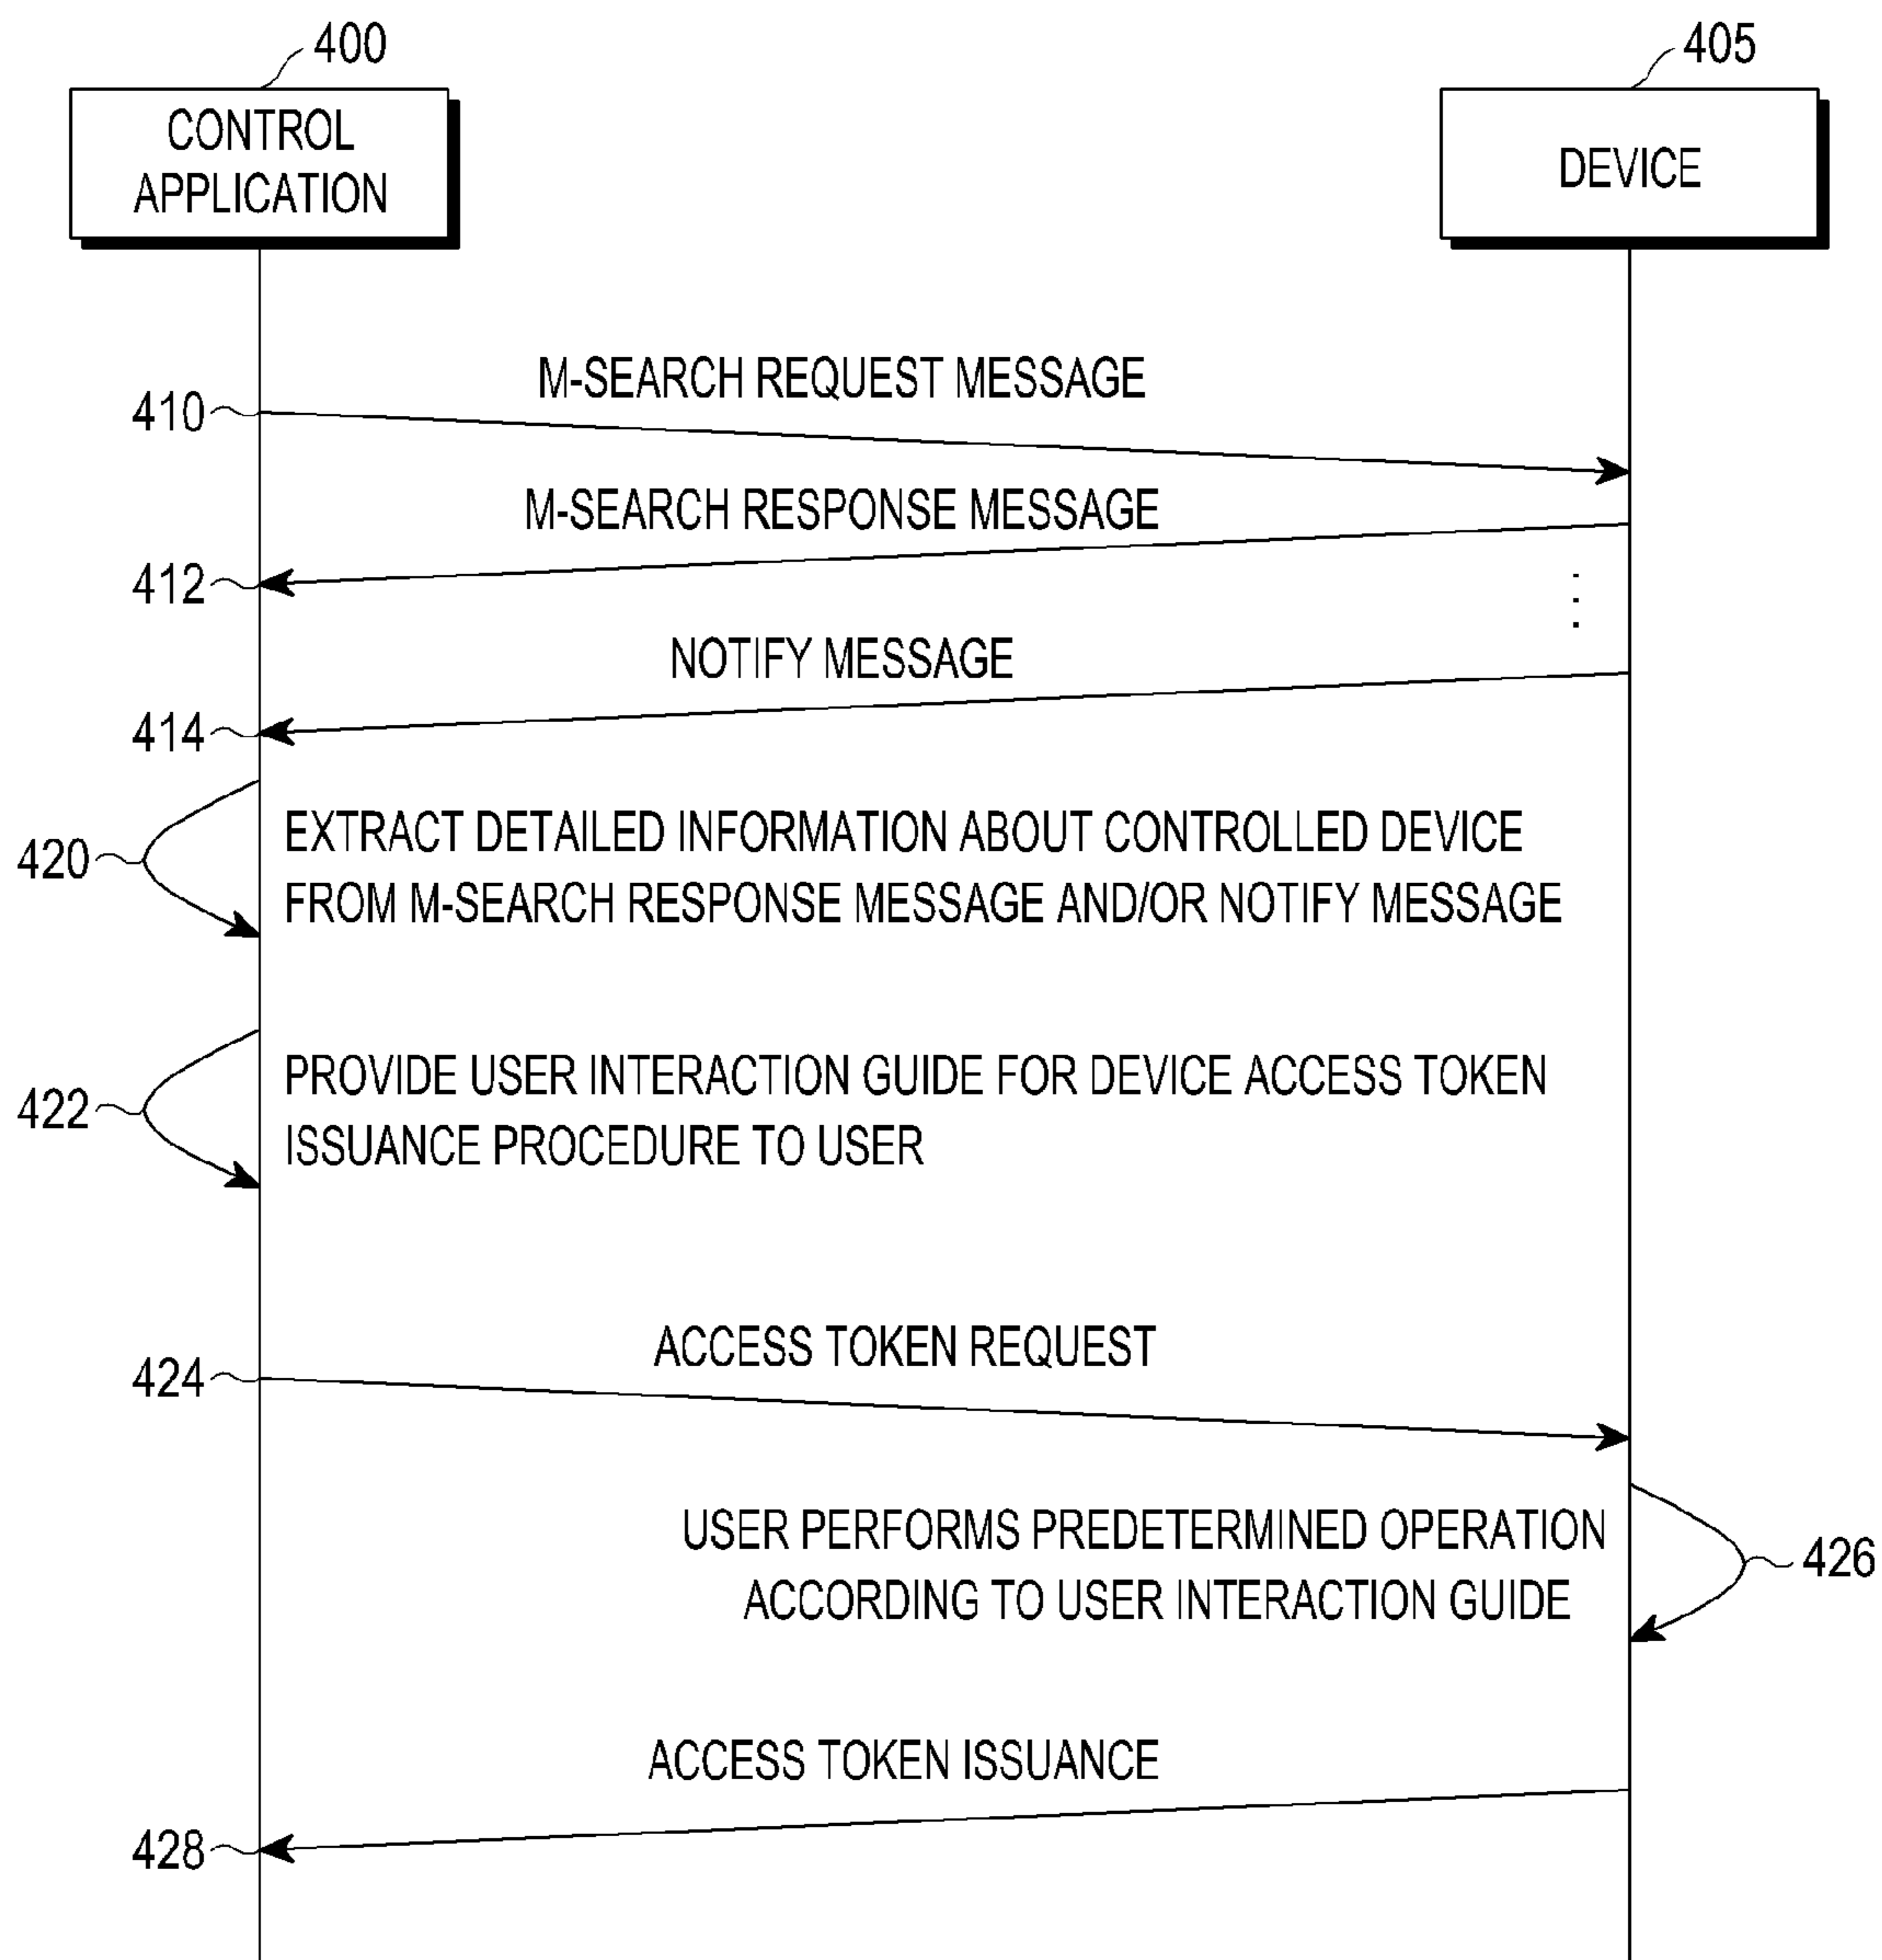 400
405
CONTROL
APPLICATION
DEVICE
M-SEARCH REQUEST MESSAGE
410
M-SEARCH RESPONSE MESSAGE
412
NOTIFY MESSAGE
414
420
EXTRACT DETAILED INFORMATION ABOUT CONTROLLED DEVICE
FROM M-SEARCH RESPONSE MESSAGE AND/OR NOTIFY MESSAGE
422
PROVIDE USER INTERACTION GUIDE FOR DEVICE ACCESS TOKEN
ISSUANCE PROCEDURE TO USER
ACCESS TOKEN REQUEST
424
USER PERFORMS PREDETERMINED OPERATION
ACCORDING TO USER INTERACTION GUIDE
426
ACCESS TOKEN ISSUANCE
428